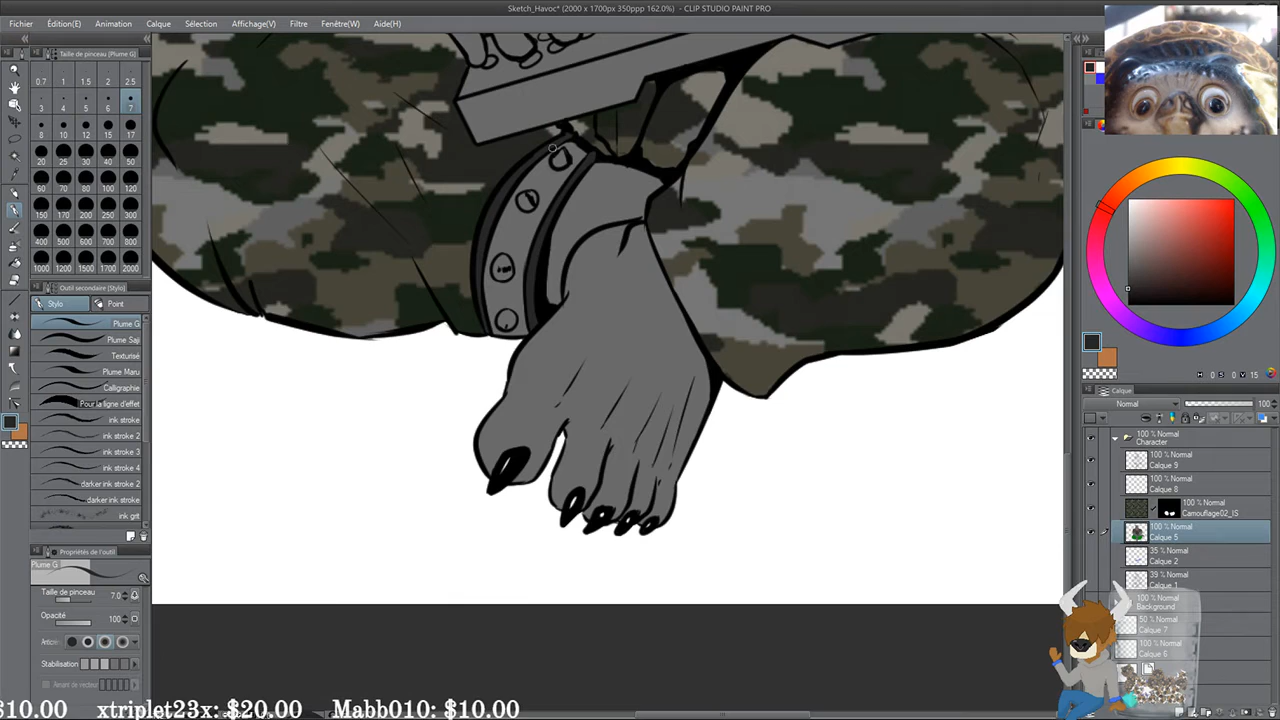 Sketch_Havoc* (2000 x 1700px 350ppp 162.0%) - CLIP STUDIO PAINT PRO
Fichier Édition(E) Animation Calque Sélection Affichage(V) Filtre Fenêtre(W) Aide(H)
Taille de pinceau (Plume G)
0.7 1 1.5 2 2.5
3 4 5 6 7
8 10 12 15 17
20 25 30 40 50
60 70 80 100 120
150 170 200 250 300
400 500 600 700 800
1000 1200 1500 1700 2000
Outil secondaire (Stylo)
Stylo Point
Plume G
Plume Saji
Texturisé
Plume Maru
Calligraphie
Pour la ligne d'effet
ink stroke
ink stroke 2
ink stroke 3
ink stroke 4
darker ink stroke 2
darker ink stroke
ink grit
Propriétés de l'outil
Plume G
Taille de pinceau 7.0
Opacité 100
Stabilisation
H 0 S 0 V 15
Calque
Normal 100
100 % Normal
Character
100 % Normal
Calque 9
100 % Normal
Calque 8
100 % Normal
Camouflage02_IS
100 % Normal
Calque 5
35 % Normal
Calque 2
39 % Normal
Calque 1
100 % Normal
Background
50 % Normal
Calque 7
100 % Normal
Calque 6
$10.00 xtriplet23x: $20.00 Mabb010: $10.00